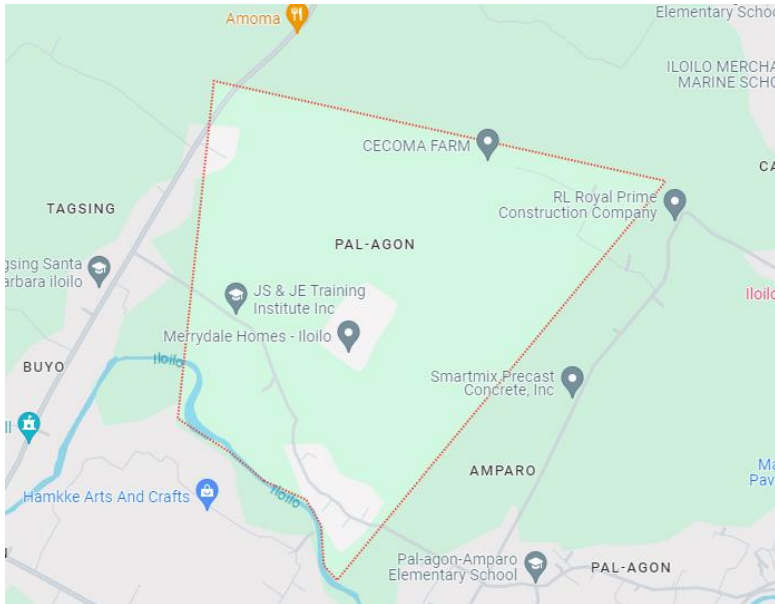 Amoma
Elementary School
ILOILO MERCHA
MARINE SCHO
CECOMA FARM
CA
RL Royal Prime
Construction Company
TAGSING
PAL-AGON
gsing Santa
arbara iloilo
JS & JE Training
Institute Inc
Iloilo
Merrydale Homes - Iloilo
Iloilo
BUYO
Smartmix Precast
Concrete, Inc
ll
AMPARO
Ma
Pav
Hamkke Arts And Crafts
Iloilo
Pal-agon-Amparo
Elementary School
PAL-AGON